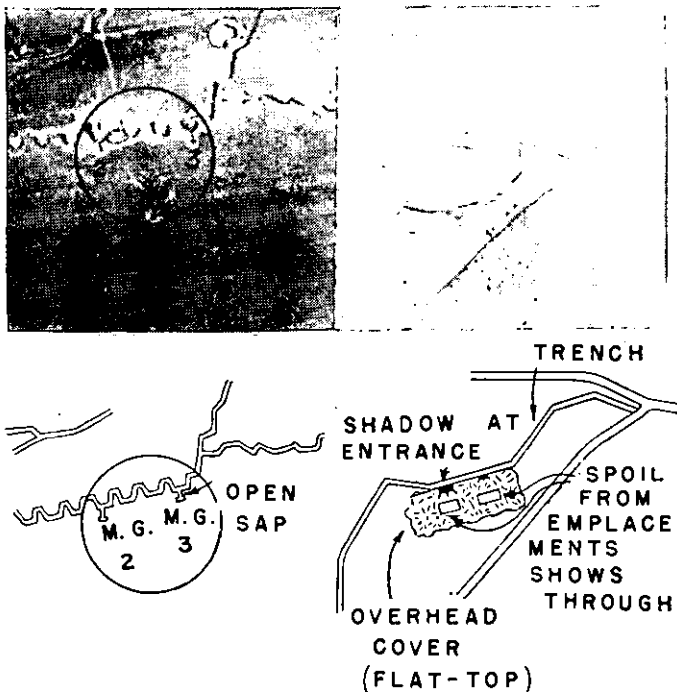 TRENCH
SHADOW AT
ENTRANCE
SPOIL
FROM
EMPLACE
MENTS
SHOWS
THROUGH
OPEN
SAP
M. G. M. G.
2 3
OVERHEAD
COVER
(FLAT-TOP)